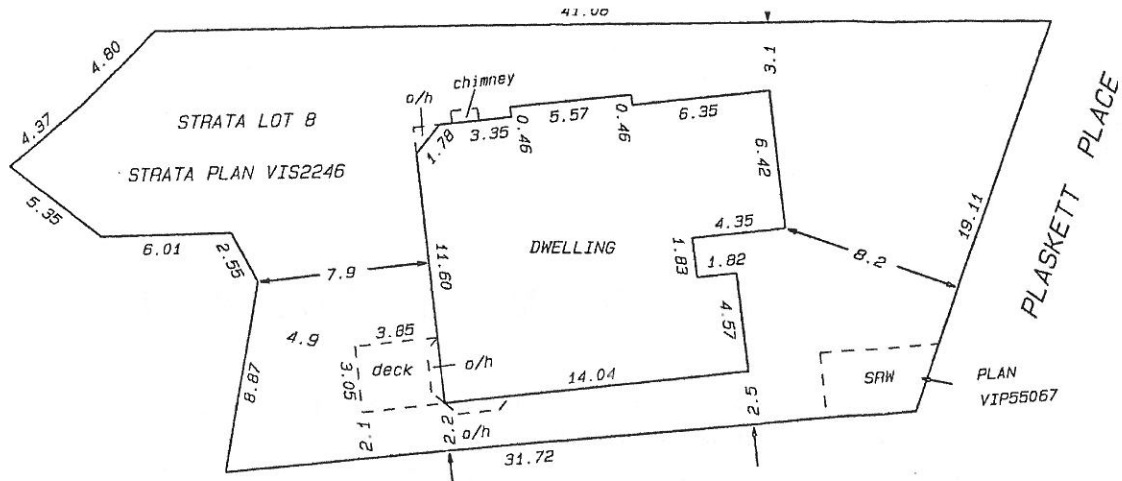 41.08
4.80
3.1
chimney
o/h
4.37
STRATA LOT 8
1.78
3.35
0.46
5.57
0.46
6.35
STRATA PLAN VIS2246
6.42
PLASKETT PLACE
5.35
6.01
2.55
7.9
11.60
DWELLING
4.35
1.83
1.82
8.2
19.11
4.9
3.85
4.57
8.87
3.05
deck
o/h
14.04
SRW
PLAN
VIP55067
2.1
2.2
o/h
2.5
31.72